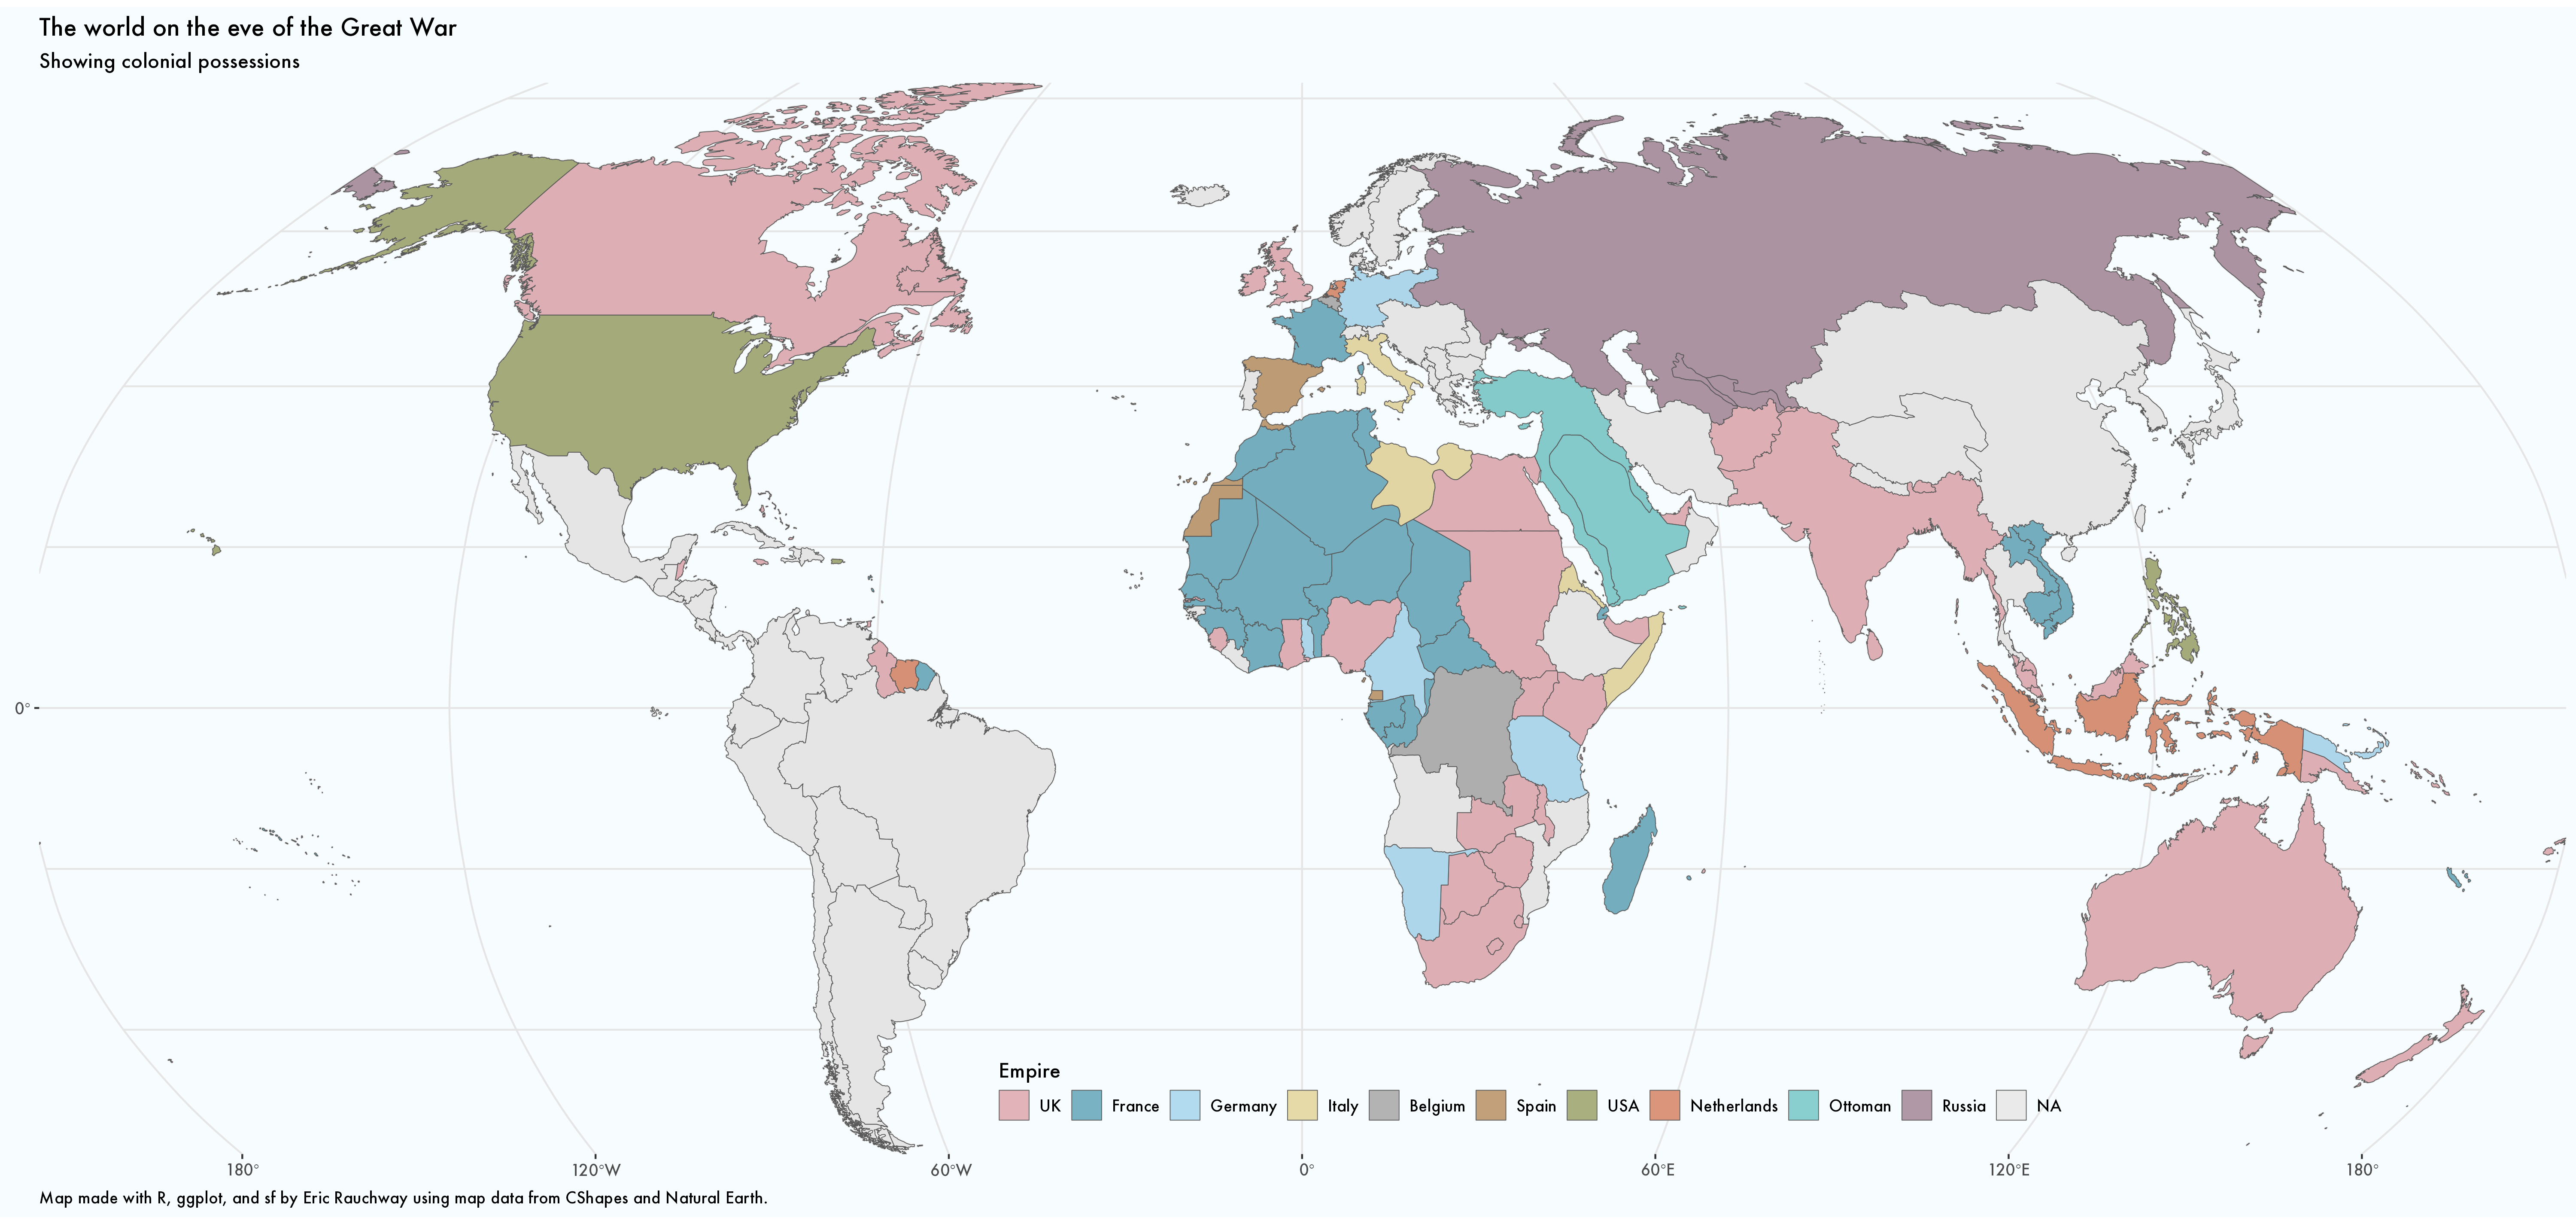 The world on the eve of the Great War
Showing colonial possessions
0°
Empire
UK France Germany Italy Belgium Spain USA Netherlands Ottoman Russia NA
180° 120°W 60°W 0° 60°E 120°E 180°
Map made with R, ggplot, and sf by Eric Rauchway using map data from CShapes and Natural Earth.